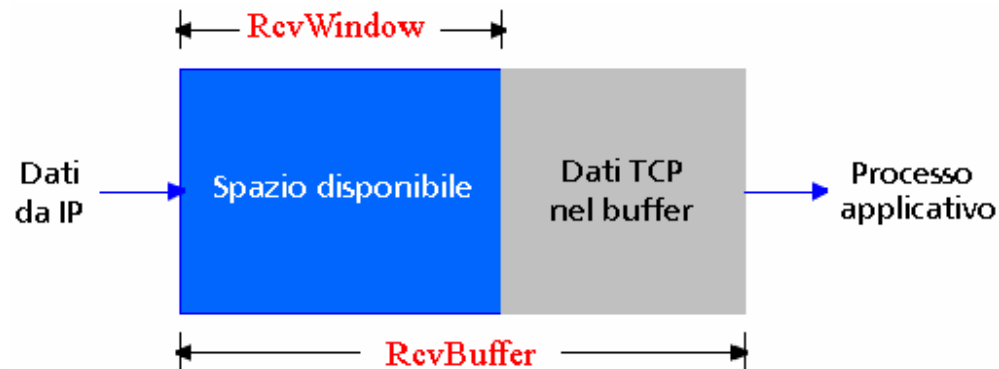 RcvWindow
Dati
da IP
Spazio disponibile
Dati TCP
nel buffer
Processo
applicativo
RcvBuffer